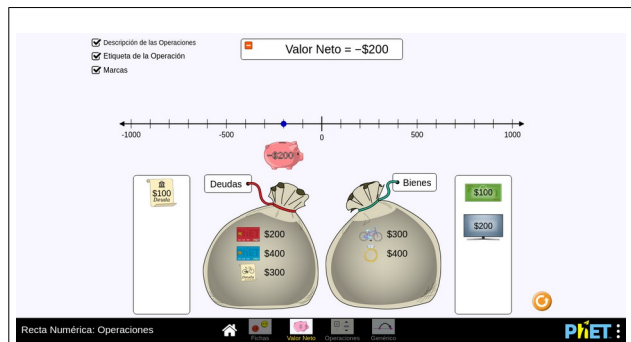 Descripción de las Operaciones
Etiqueta de la Operación
Marcas
Valor Neto = −$200
-1000
-500
0
500
1000
−$200
$100
Deuda
Deudas
Bienes
$200
$400
$300
$300
$400
$100
$200
Recta Numérica: Operaciones
Fichas
Valor Neto
Operaciones
Genérico
PhET